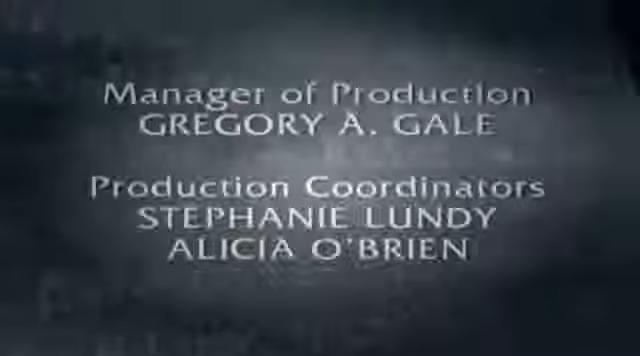 Manager of Production
GREGORY A. GALE
Production Coordinators
STEPHANIE LUNDY
ALICIA O'BRIEN